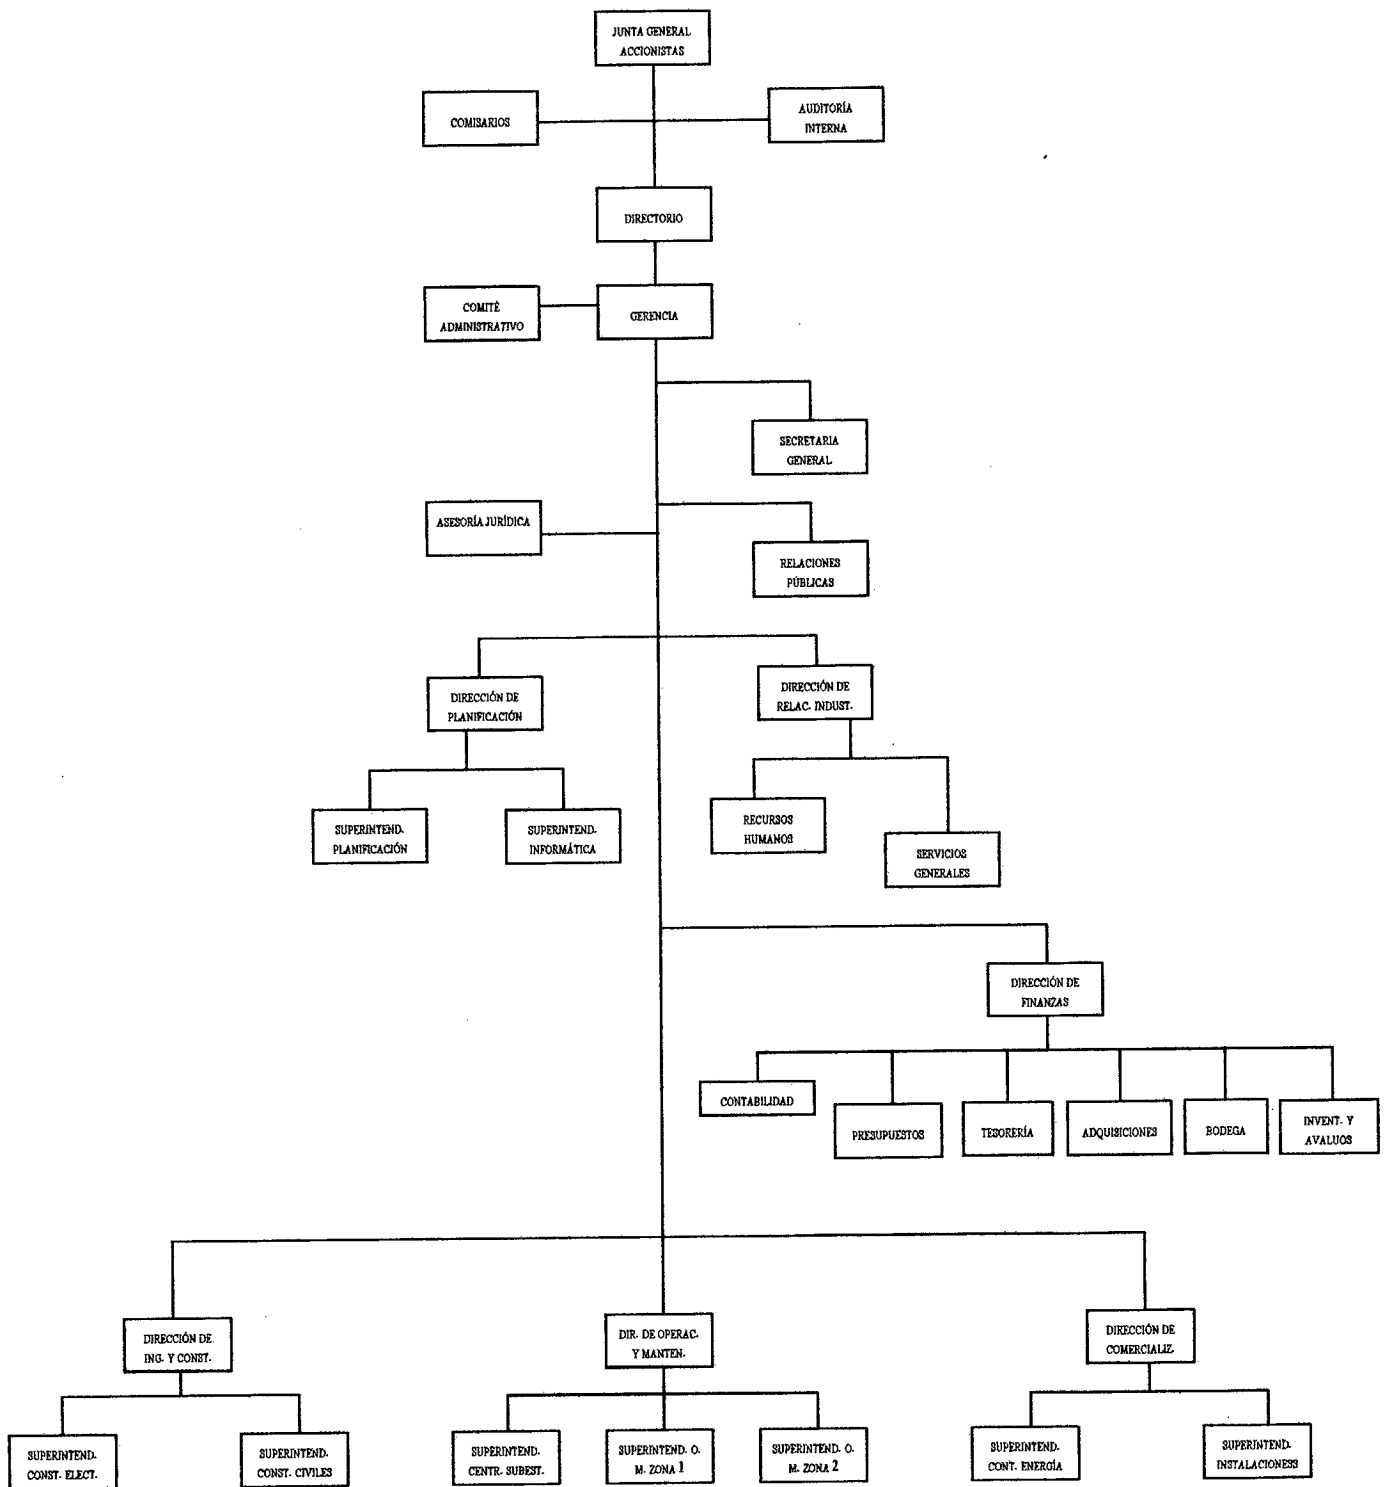 JUNTA GENERAL
ACCIONISTAS
COMISARIOS
AUDITORÍA
INTERNA
DIRECTORIO
COMITÉ
ADMINISTRATIVO
GERENCIA
SECRETARIA
GENERAL
ASESORÍA JURÍDICA
RELACIONES
PÚBLICAS
DIRECCIÓN DE
PLANIFICACIÓN
DIRECCIÓN DE
RELAC. INDUST.
SUPERINTEND.
PLANIFICACIÓN
SUPERINTEND.
INFORMÁTICA
RECURSOS
HUMANOS
SERVICIOS
GENERALES
DIRECCIÓN DE
FINANZAS
CONTABILIDAD
PRESUPUESTOS
TESORERÍA
ADQUISICIONES
BODEGA
INVENT. Y
AVALUOS
DIRECCIÓN DE
ING. Y CONST.
DIR. DE OPERAC.
Y MANTEN.
DIRECCIÓN DE
COMERCIALIZ.
SUPERINTEND.
CONST. ELECT.
SUPERINTEND.
CONST. CIVILES
SUPERINTEND.
CENTR. SUBEST.
SUPERINTEND. O.
M. ZONA 1
SUPERINTEND. O.
M. ZONA 2
SUPERINTEND.
CONT. ENERGÍA
SUPERINTEND.
INSTALACIONESS